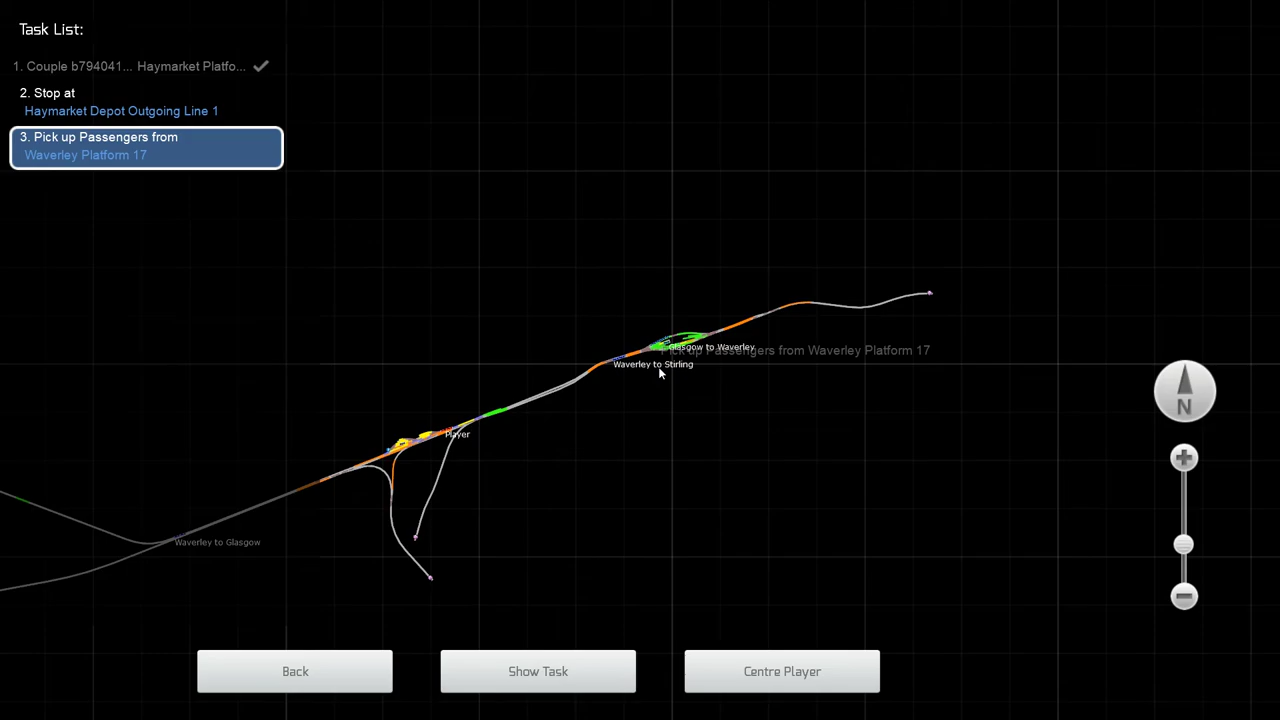 Task List:
1. Couple b794041... Haymarket Platfo...
2. Stop at
Haymarket Depot Outgoing Line 1
3. Pick up Passengers from
Waverley Platform 17
Glasgow to Waverley
Pick up Passengers from Waverley Platform 17
Waverley to Stirling
Player
Waverley to Glasgow
N
Back
Show Task
Centre Player